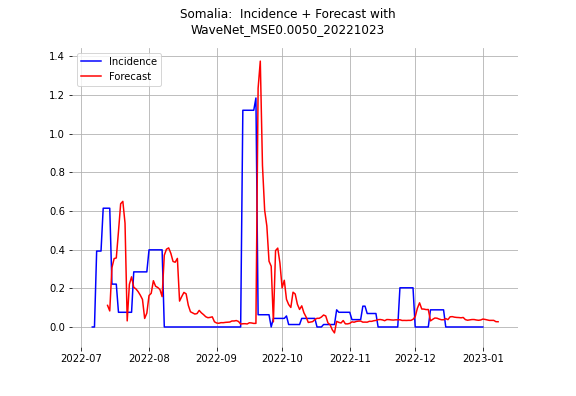 Somalia:  Incidence + Forecast with
WaveNet_MSE0.0050_20221023
Incidence
Forecast
1.4
1.2
1.0
0.8
0.6
0.4
0.2
0.0
2022-07 2022-08 2022-09 2022-10 2022-11 2022-12 2023-01